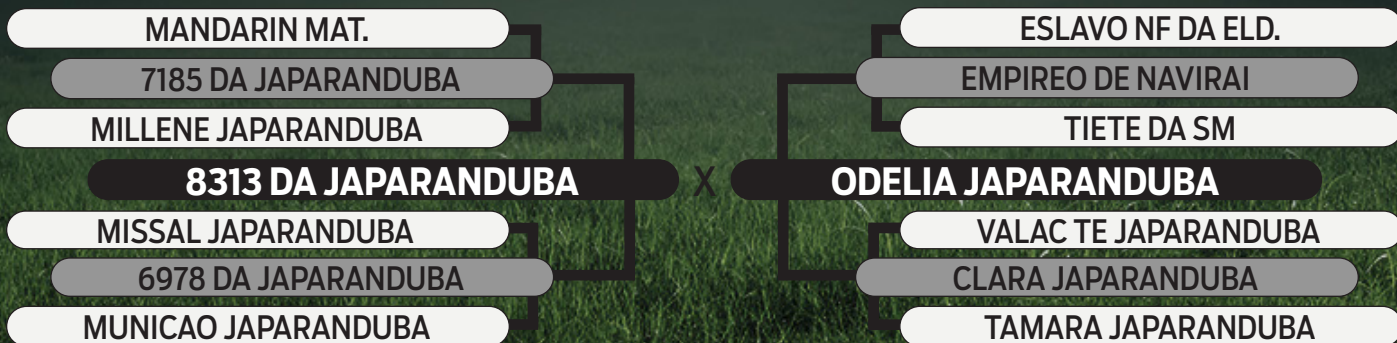 MANDARIN MAT.
7185 DA JAPARANDUBA
MILLENE JAPARANDUBA
8313 DA JAPARANDUBA
MISSAL JAPARANDUBA
6978 DA JAPARANDUBA
MUNICAO JAPARANDUBA
X
ESLAVO NF DA ELD.
EMPIREO DE NAVIRAI
TIETE DA SM
ODELIA JAPARANDUBA
VALAC TE JAPARANDUBA
CLARA JAPARANDUBA
TAMARA JAPARANDUBA